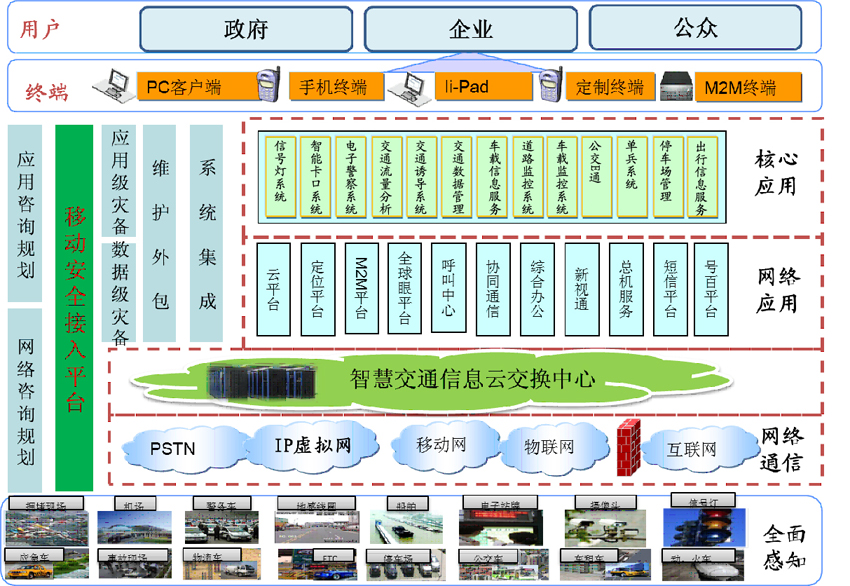 用户
政府
企业
公众
终端
PC客户端
手机终端
Ii-Pad
定制终端
M2M终端
应用咨询规划
网络咨询规划
移动安全接入平台
应用级灾备
数据级灾备
维护外包
系统集成
信号灯系统
智能卡口系统
电子警察系统
交通流量分析
交通诱导系统
交通数据管理
车载信息服务
道路监控系统
车载监控系统
公交E通
单兵系统
停车场管理
出行信息服务
核心应用
云平台
定位平台
M2M平台
全球眼平台
呼叫中心
协同通信
综合办公
新视通
总机服务
短信平台
号百平台
网络应用
智慧交通信息云交换中心
PSTN
IP虚拟网
移动网
物联网
互联网
网络通信
拥堵现场
机场
警务车
地感线圈
船舶
电子站牌
摄像头
信号灯
应急车
事故现场
物流车
ETC
停车场
公交车
出租车
动、火车
全面感知